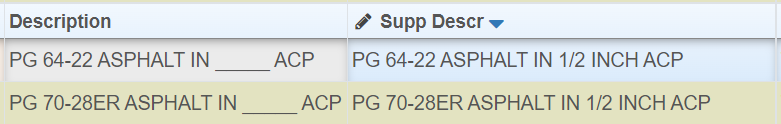 Description Supp Descr
PG 64-22 ASPHALT IN _____ ACP PG 64-22 ASPHALT IN 1/2 INCH ACP
PG 70-28ER ASPHALT IN _____ ACP PG 70-28ER ASPHALT IN 1/2 INCH ACP